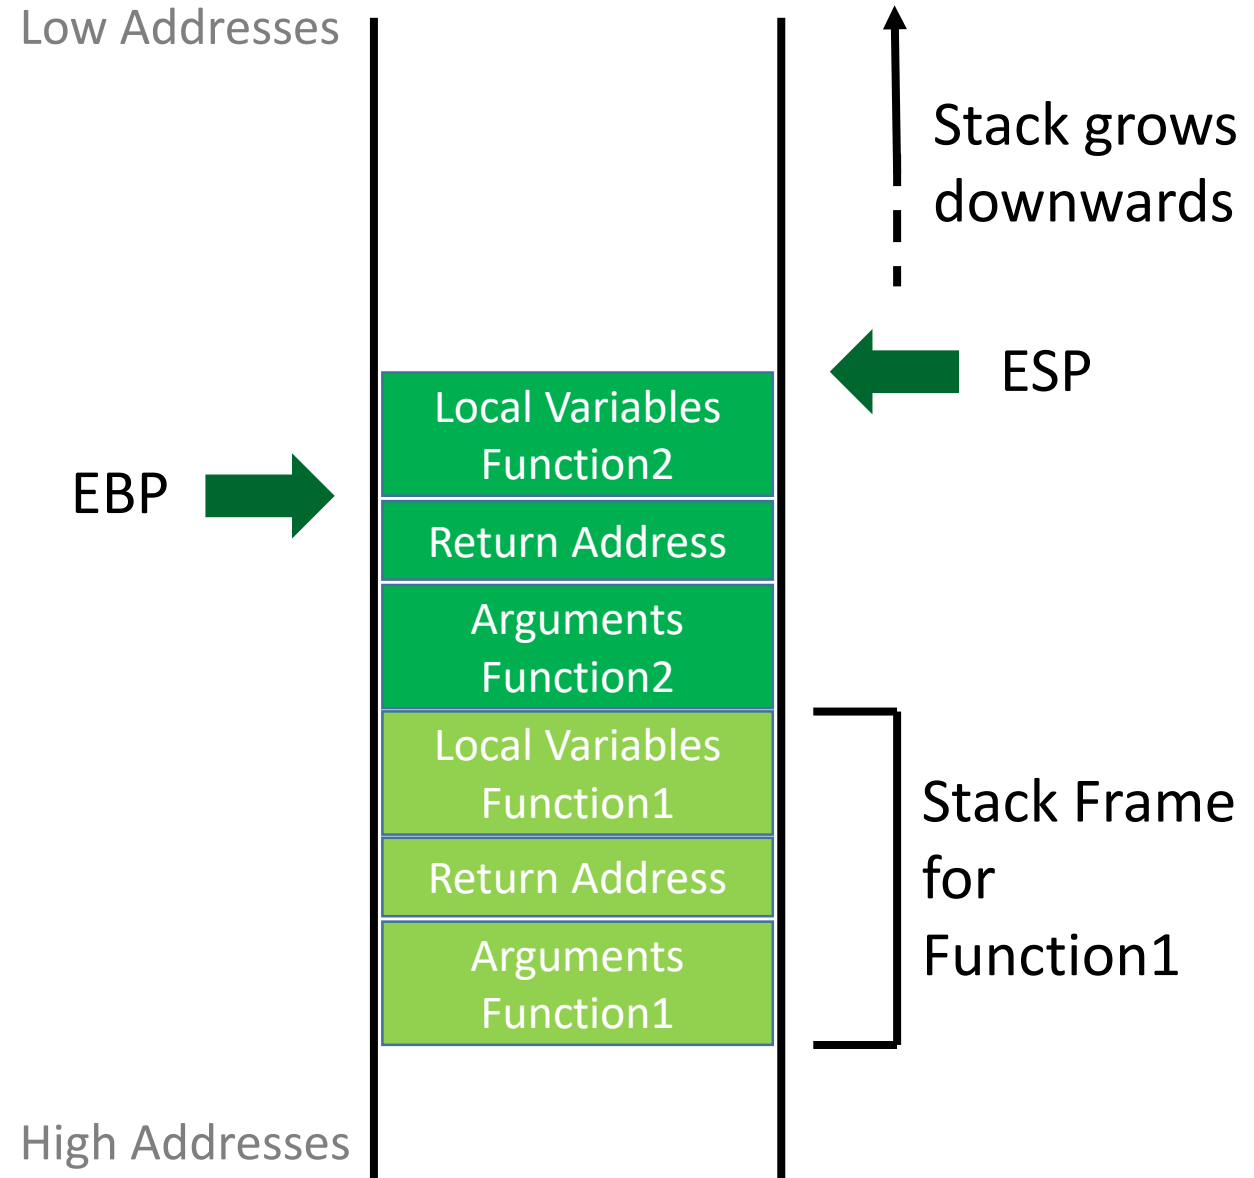 Low Addresses
Stack grows
downwards
ESP
Local Variables
Function2
EBP
Return Address
Arguments
Function2
Local Variables
Function1
Return Address
Arguments
Function1
Stack Frame
for
Function1
High Addresses